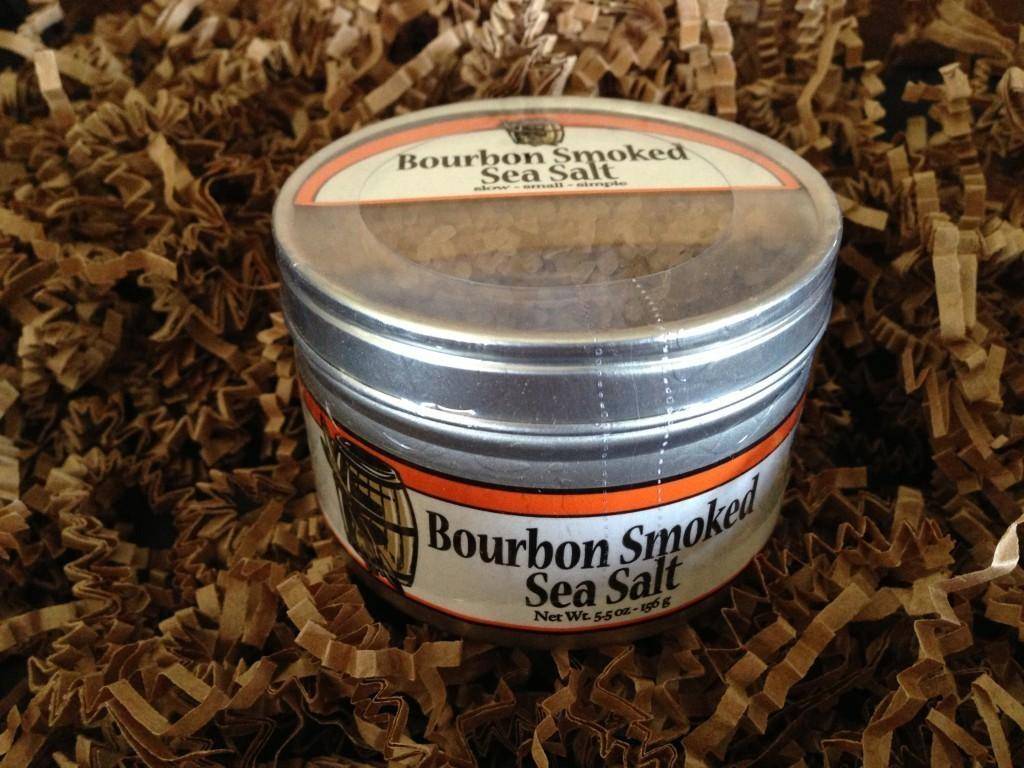 Bourbon Smoked
Sea Salt
slow - small - simple
Bourbon Smoked
Sea Salt
Net Wt. 5.5 oz - 156 g